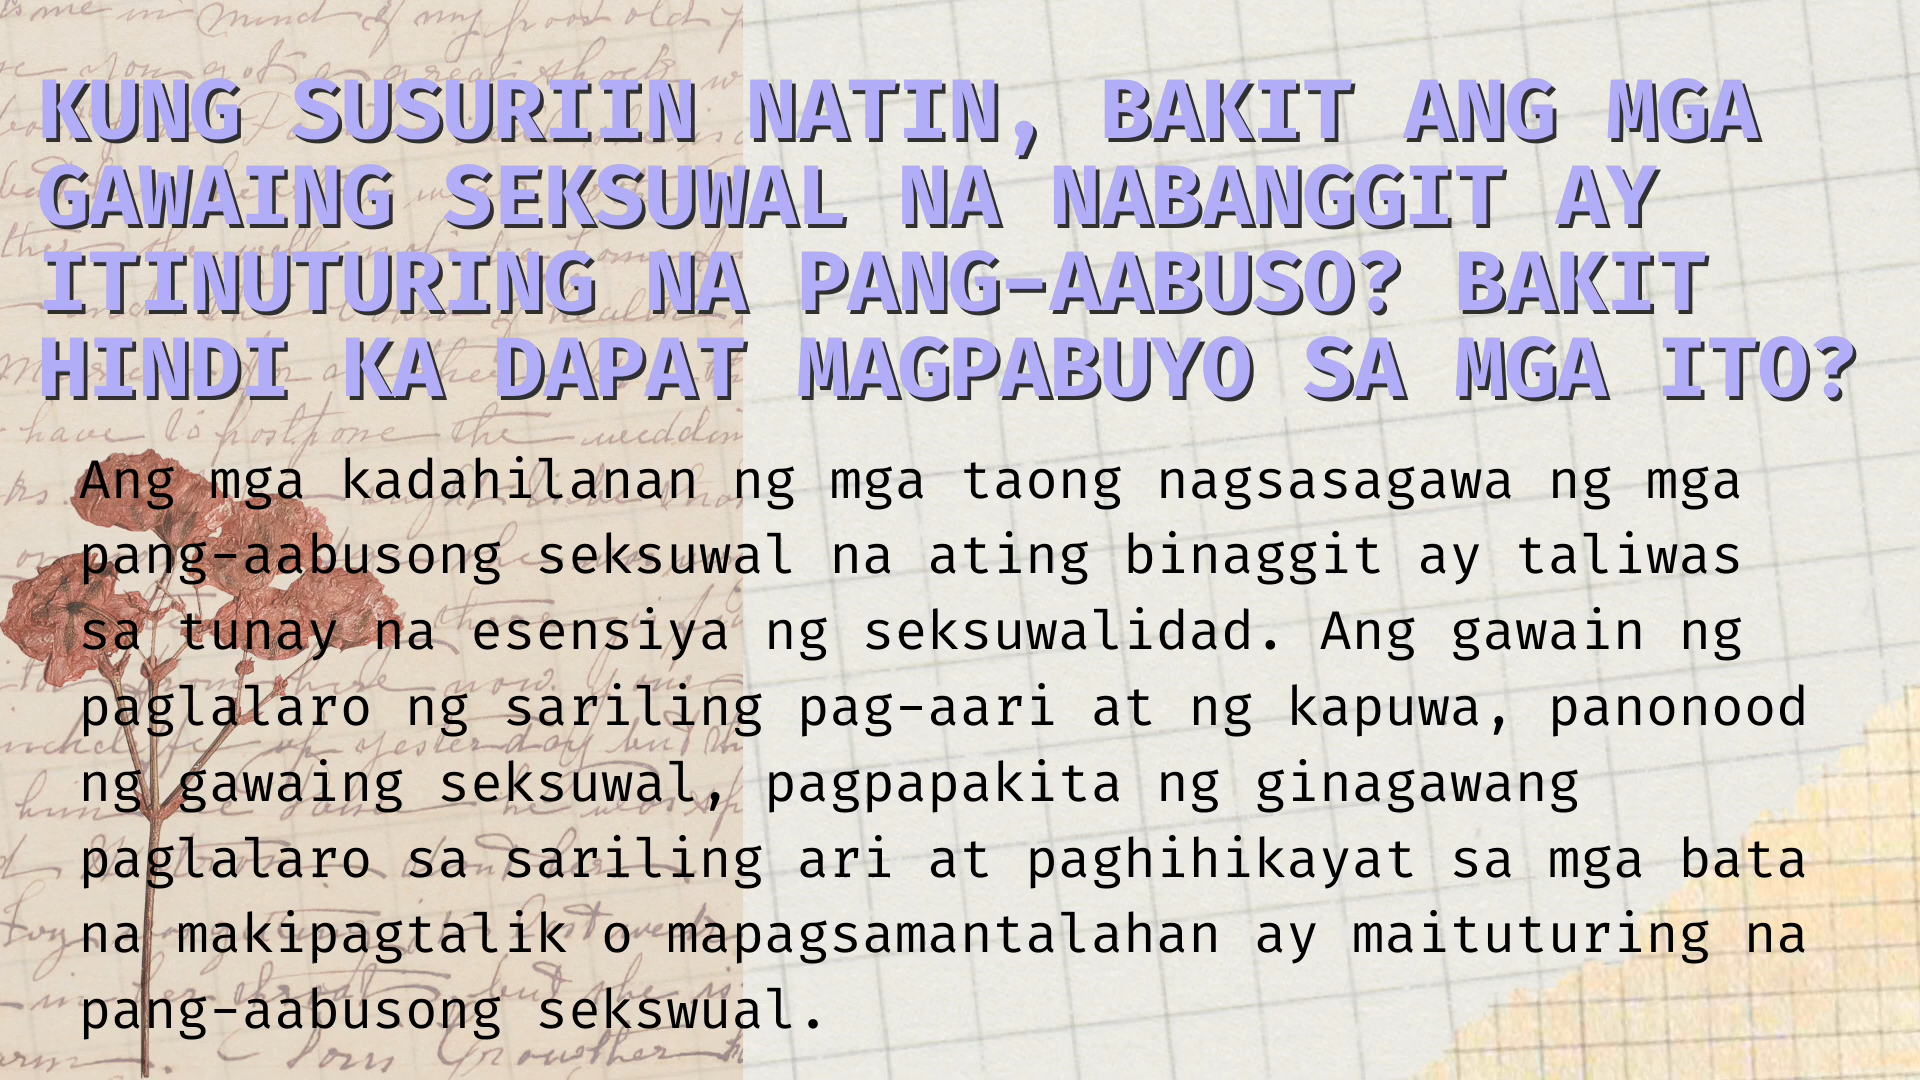 KUNG SUSURIIN NATIN, BAKIT ANG MGA
GAWAING SEKSUWAL NA NABANGGIT AY
ITINUTURING NA PANG-AABUSO? BAKIT
HINDI KA DAPAT MAGPABUYO SA MGA ITO?
Ang mga kadahilanan ng mga taong nagsasagawa ng mga
pang-aabusong seksuwal na ating binaggit ay taliwas
sa tunay na esensiya ng seksuwalidad. Ang gawain ng
paglalaro ng sariling pag-aari at ng kapuwa, panonood
ng gawaing seksuwal, pagpapakita ng ginagawang
paglalaro sa sariling ari at paghihikayat sa mga bata
na makipagtalik o mapagsamantalahan ay maituturing na
pang-aabusong sekswual.